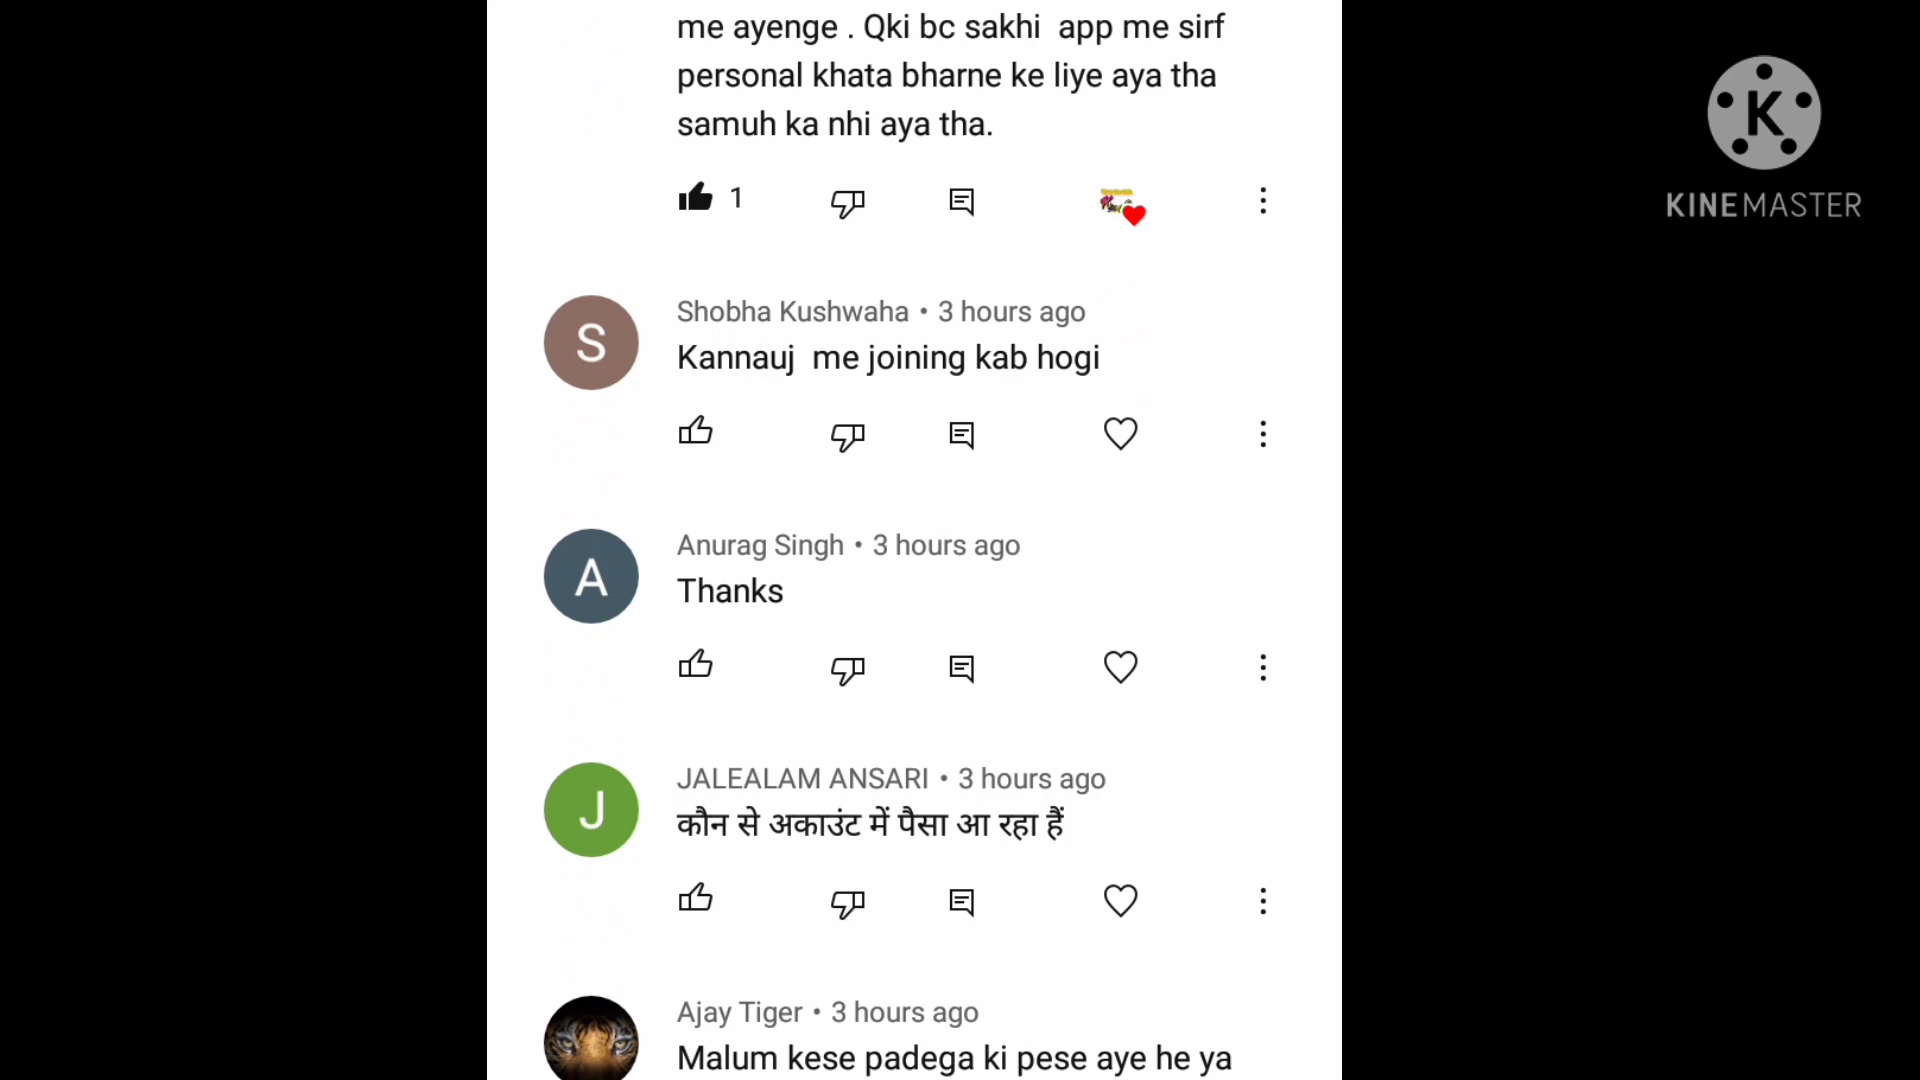 me ayenge . Qki bc sakhi  app me sirf
personal khata bharne ke liye aya tha
samuh ka nhi aya tha.
1
K
KINEMASTER
S
Shobha Kushwaha • 3 hours ago
Kannauj  me joining kab hogi
A
Anurag Singh • 3 hours ago
Thanks
J
JALEALAM ANSARI • 3 hours ago
कौन से अकाउंट में पैसा आ रहा हैं
Ajay Tiger • 3 hours ago
Malum kese padega ki pese aye he ya